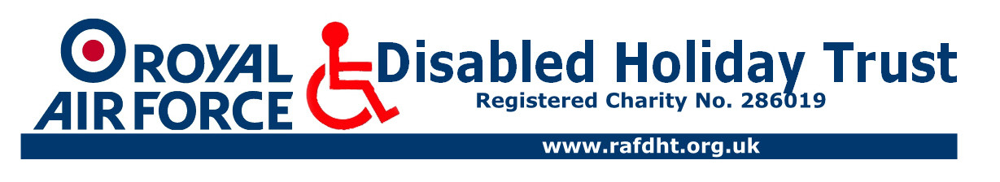 ROYAL
AIR FORCE
Disabled Holiday Trust
Registered Charity No. 286019
www.rafdht.org.uk